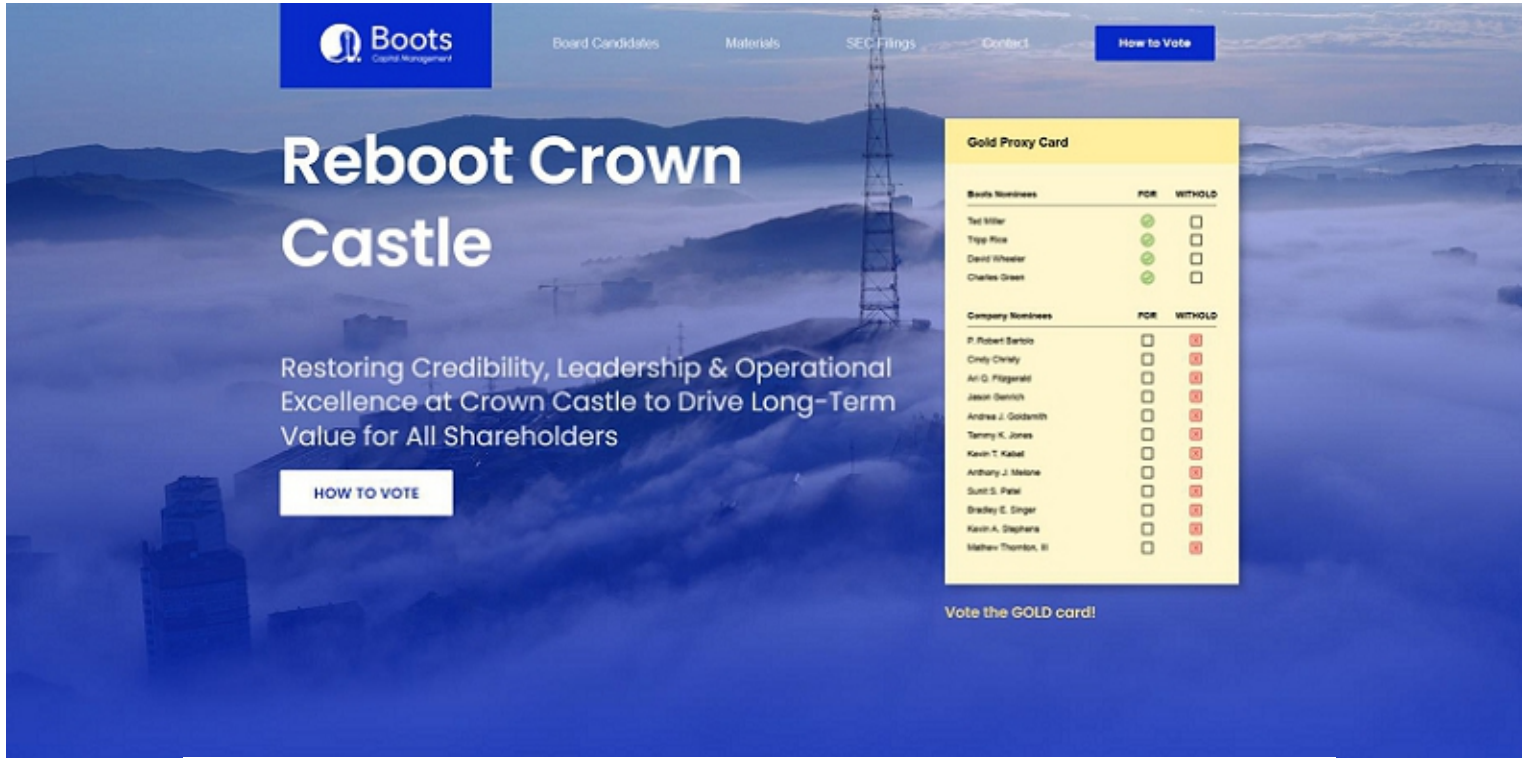 Boots
Capital Management
Board Candidates
Materials
SEC Filings
Contact
How to Vote
Reboot Crown
Castle
Restoring Credibility, Leadership & Operational
Excellence at Crown Castle to Drive Long-Term
Value for All Shareholders
HOW TO VOTE
Gold Proxy Card
Boots Nominees FOR WITHOLD
Ted Miller
Tripp Rice
David Wheeler
Charles Green
Company Nominees FOR WITHOLD
P. Robert Bartolo
Cindy Christy
Ari Q. Fitzgerald
Jason Genrich
Andrea J. Goldsmith
Tammy K. Jones
Kevin T. Kabat
Anthony J. Melone
Sunit S. Patel
Bradley E. Singer
Kevin A. Stephens
Mathew Thornton, III
Vote the GOLD card!